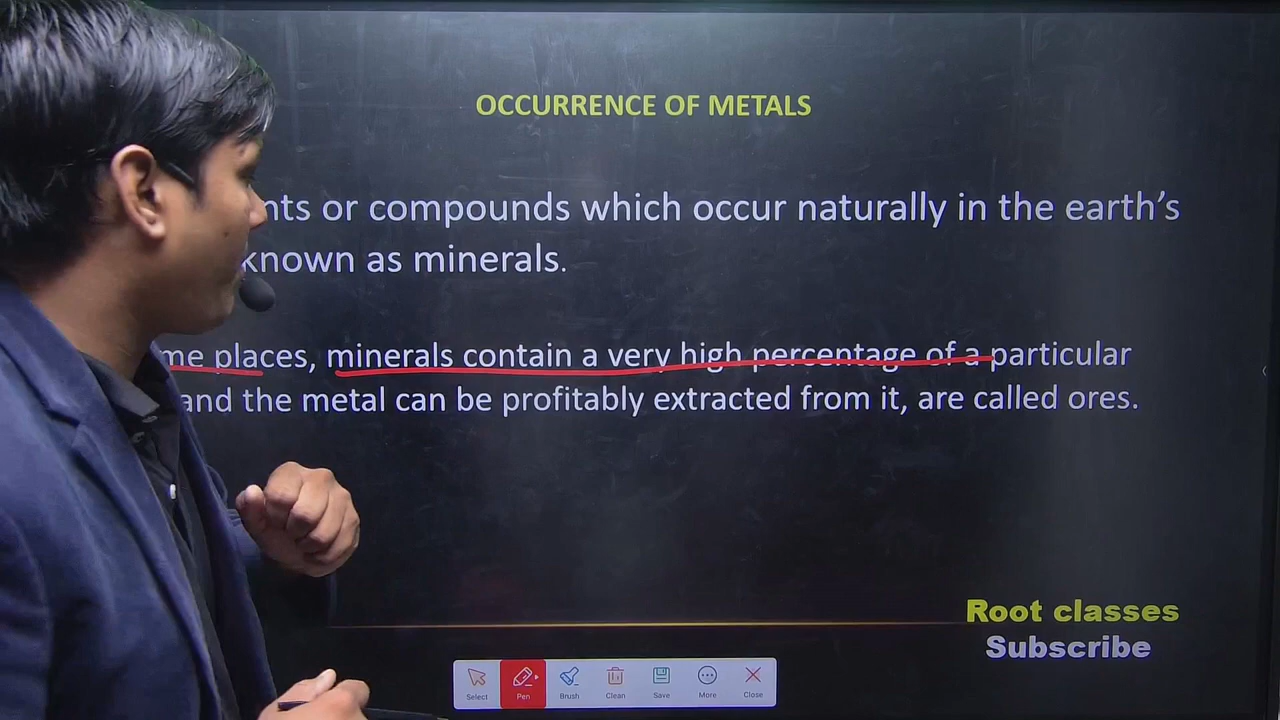 OCCURRENCE OF METALS
or compounds which occur naturally in the earth's
known as minerals.
places, minerals contain a very high percentage of a particular
and the metal can be profitably extracted from it, are called ores.
Root classes
Subscribe
Select Pen Brush Clean Save More Close